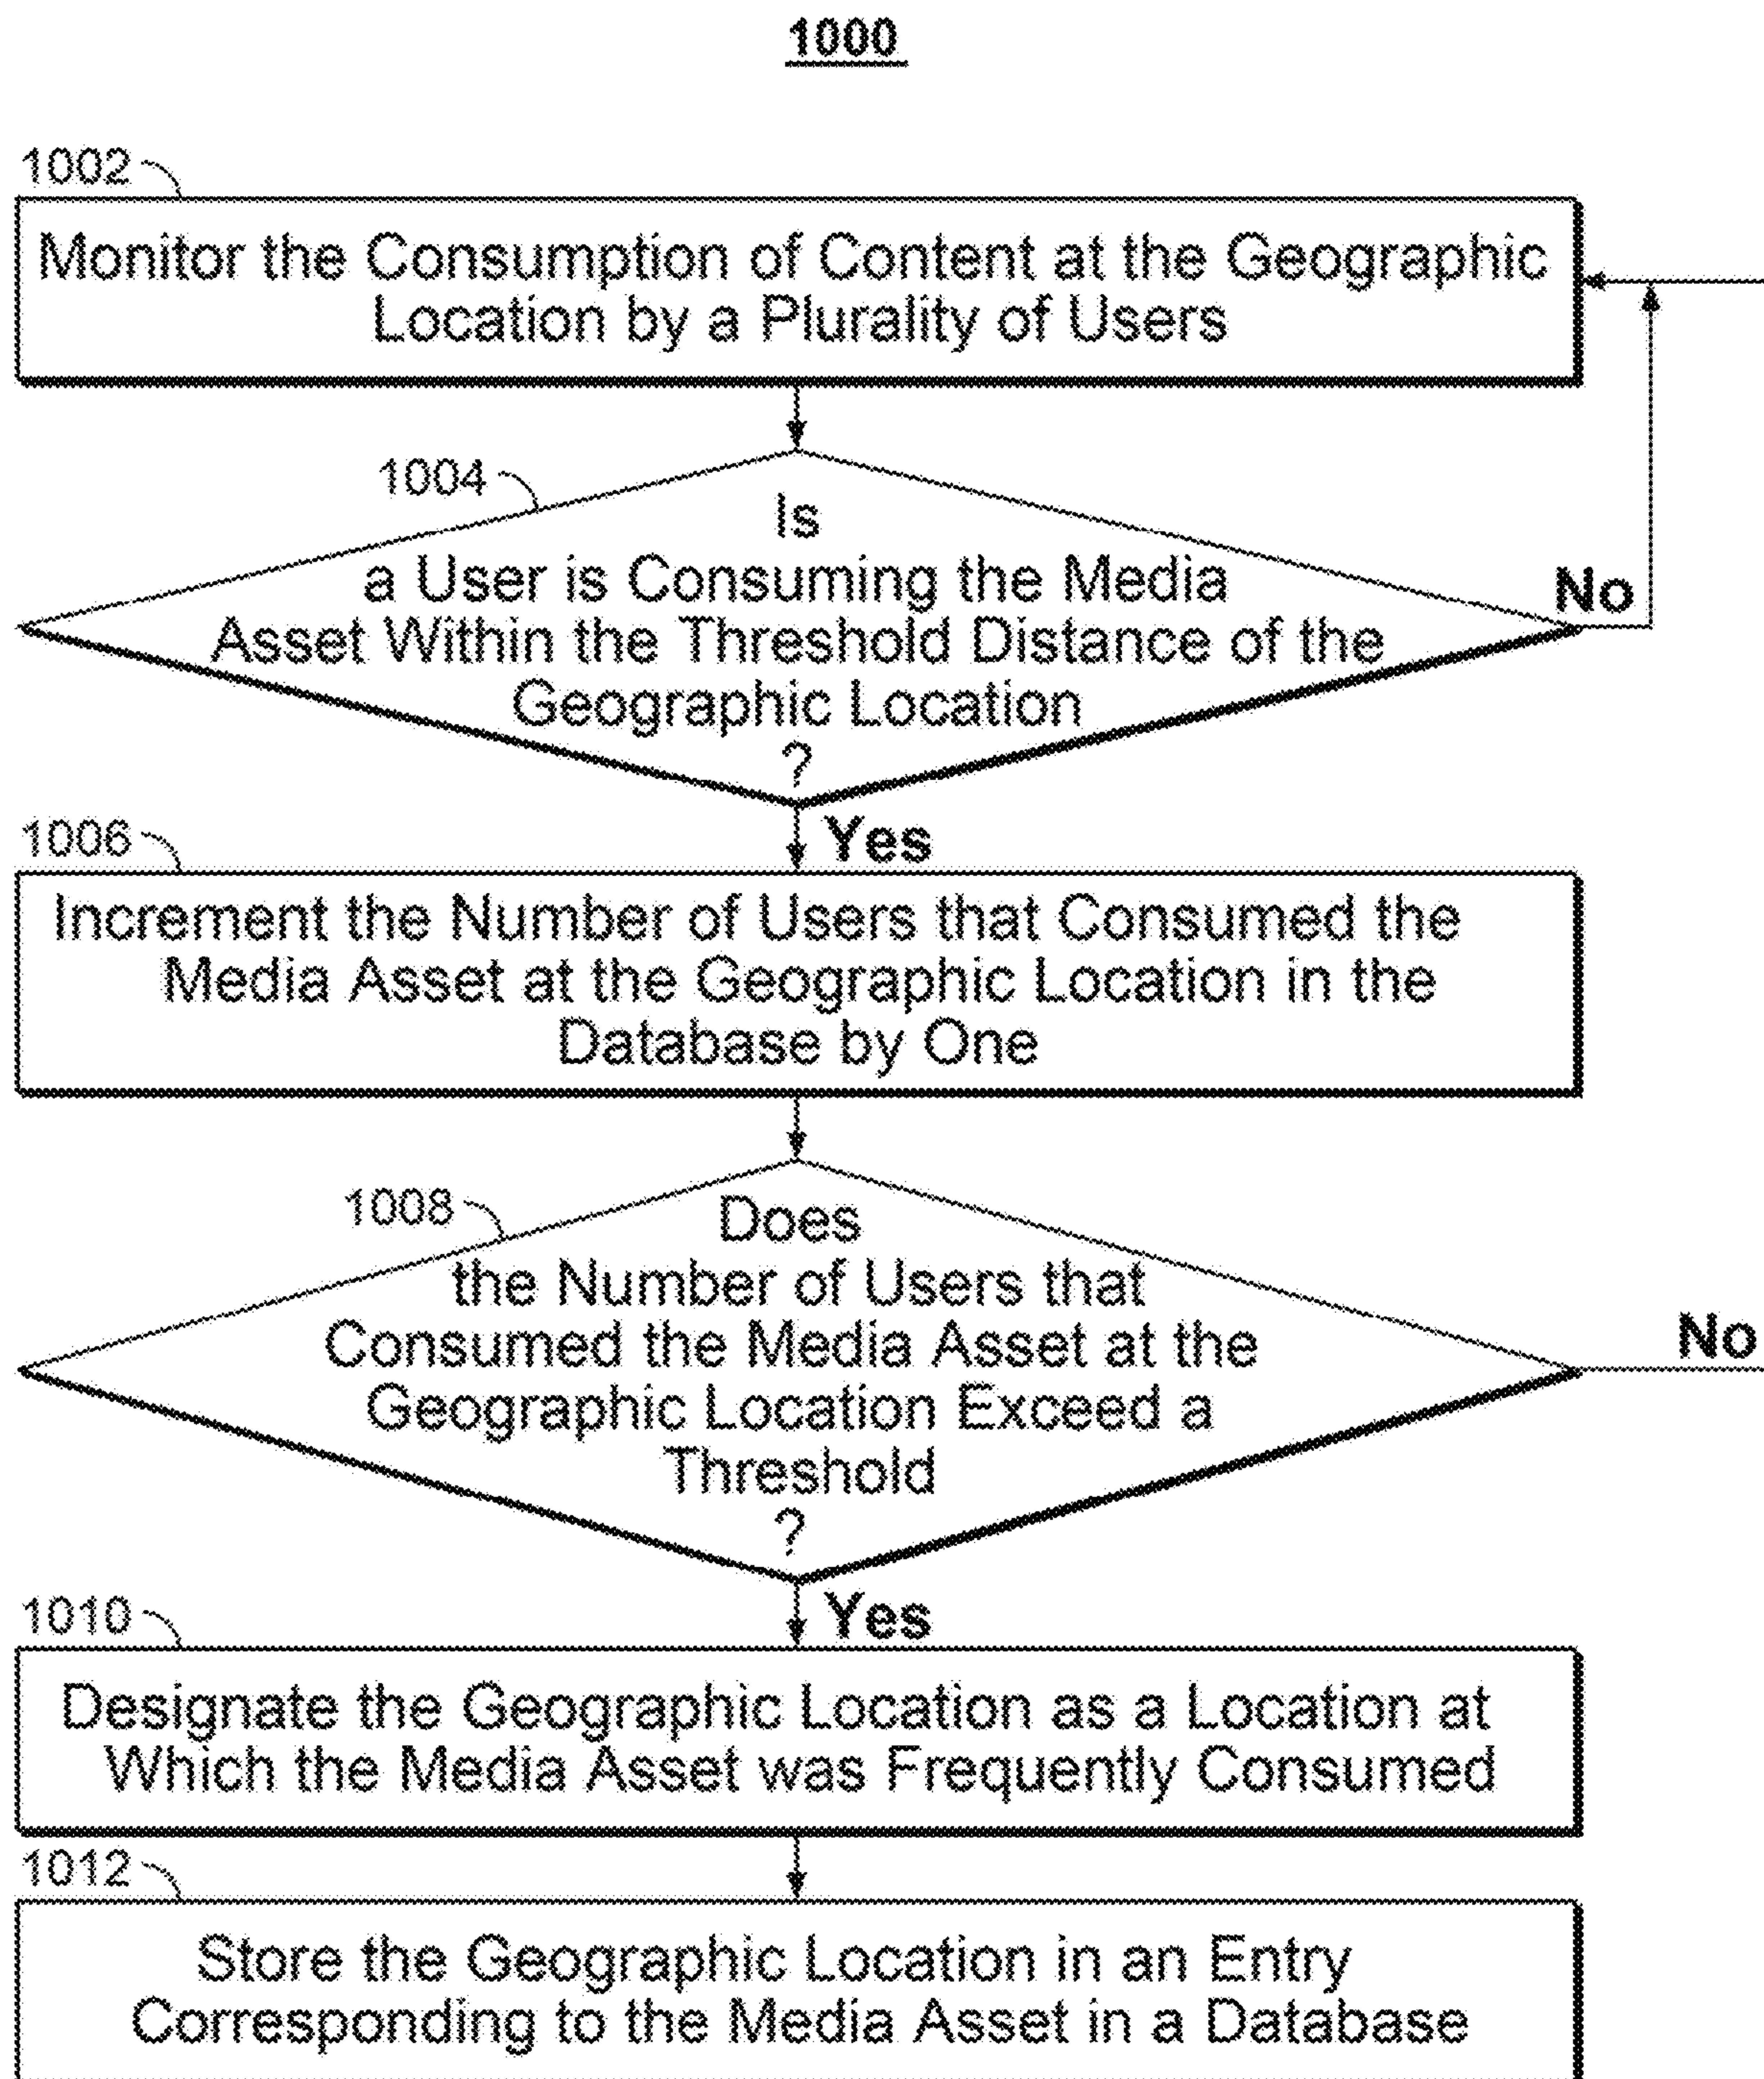 1000
1002
Monitor the Consumption of Content at the Geographic
Location by a Plurality of Users
1004
Is
a User is Consuming the Media
Asset Within the Threshold Distance of the
Geographic Location
?
No
Yes
1006
Increment the Number of Users that Consumed the
Media Asset at the Geographic Location in the
Database by One
1008
Does
the Number of Users that
Consumed the Media Asset at the
Geographic Location Exceed a
Threshold
?
No
Yes
1010
Designate the Geographic Location as a Location at
Which the Media Asset was Frequently Consumed
1012
Store the Geographic Location in an Entry
Corresponding to the Media Asset in a Database